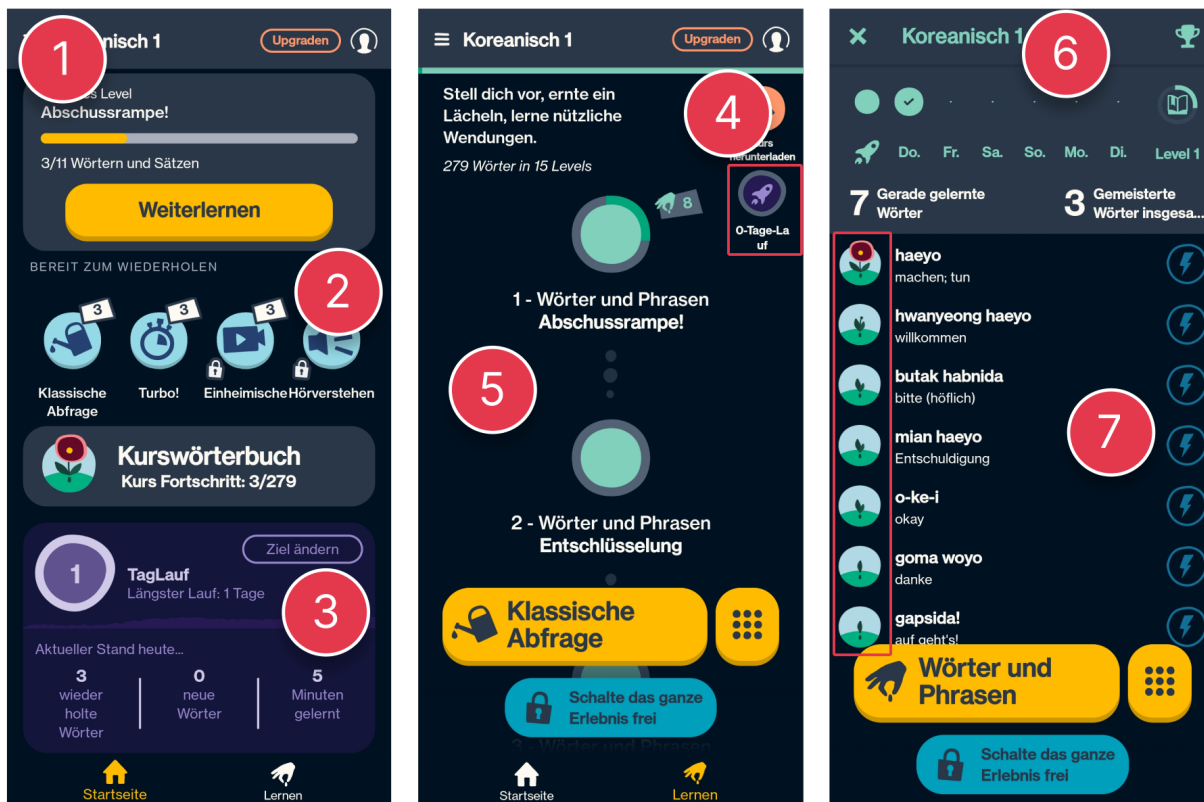 1
nisch 1
Upgraden
s Level
Abschussrampe!
3/11 Wörtern und Sätzen
Weiterlernen
BEREIT ZUM WIEDERHOLEN
2
3
3
3
Klassische
Abfrage
Turbo!
Einheimische
Hörverstehen
Kurswörterbuch
Kurs Fortschritt: 3/279
Ziel ändern
1
TagLauf
Längster Lauf: 1 Tage
3
Aktueller Stand heute...
3
wieder
holte
Wörter
0
neue
Wörter
5
Minuten
gelernt
Startseite
Lernen
Koreanisch 1
Upgraden
Stell dich vor, ernte ein
Lächeln, lerne nützliche
Wendungen.
279 Wörter in 15 Levels
4
urs
herunterladen
8
0-Tage-La
uf
1 - Wörter und Phrasen
Abschussrampe!
5
2 - Wörter und Phrasen
Entschlüsselung
Klassische
Abfrage
Schalte das ganze
Erlebnis frei
3 - Wörter und Phrasen
Startseite
Lernen
Koreanisch 1
6
Do.
Fr.
Sa.
So.
Mo.
Di.
Level 1
7
Gerade gelernte
Wörter
3
Gemeisterte
Wörter insgesa...
haeyo
machen; tun
hwanyeong haeyo
willkommen
butak habnida
bitte (höflich)
7
mian haeyo
Entschuldigung
o-ke-i
okay
goma woyo
danke
gapsida!
auf geht's!
Wörter und
Phrasen
Schalte das ganze
Erlebnis frei